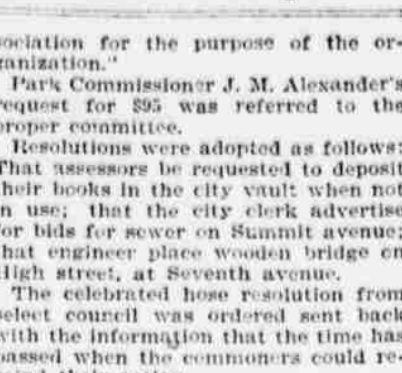 sociation for the purpose of the or-
ganization."
Park Commissioner J. M. Alexander's
request for $95 was referred to the
proper committee.
Resolutions were adopted as follows:
That assessors be requested to deposit
their books in the city vault when not
in use; that the city clerk advertise
for bids for sewer on Summit avenue;
that engineer place wooden bridge on
High street, at Seventh avenue.
The celebrated hose resolution from
select council was ordered sent back
with the information that the time has
passed when the commoners could re-